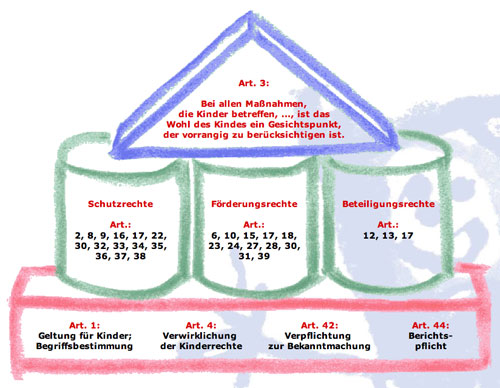 Art. 3:
Bei allen Maßnahmen,
die Kinder betreffen, ..., ist das
Wohl des Kindes ein Gesichtspunkt,
der vorrangig zu berücksichtigen ist.
Schutzrechte
Art.:
2, 8, 9, 16, 17, 22,
30, 32, 33, 34, 35,
36, 37, 38
Förderungsrechte
Art.:
6, 10, 15, 17, 18,
23, 24, 27, 28, 30,
31, 39
Beteiligungsrechte
Art.:
12, 13, 17
Art. 1:
Geltung für Kinder;
Begriffsbestimmung
Art. 4:
Verwirklichung
der Kinderrechte
Art. 42:
Verpflichtung
zur Bekanntmachung
Art. 44:
Berichts-
pflicht